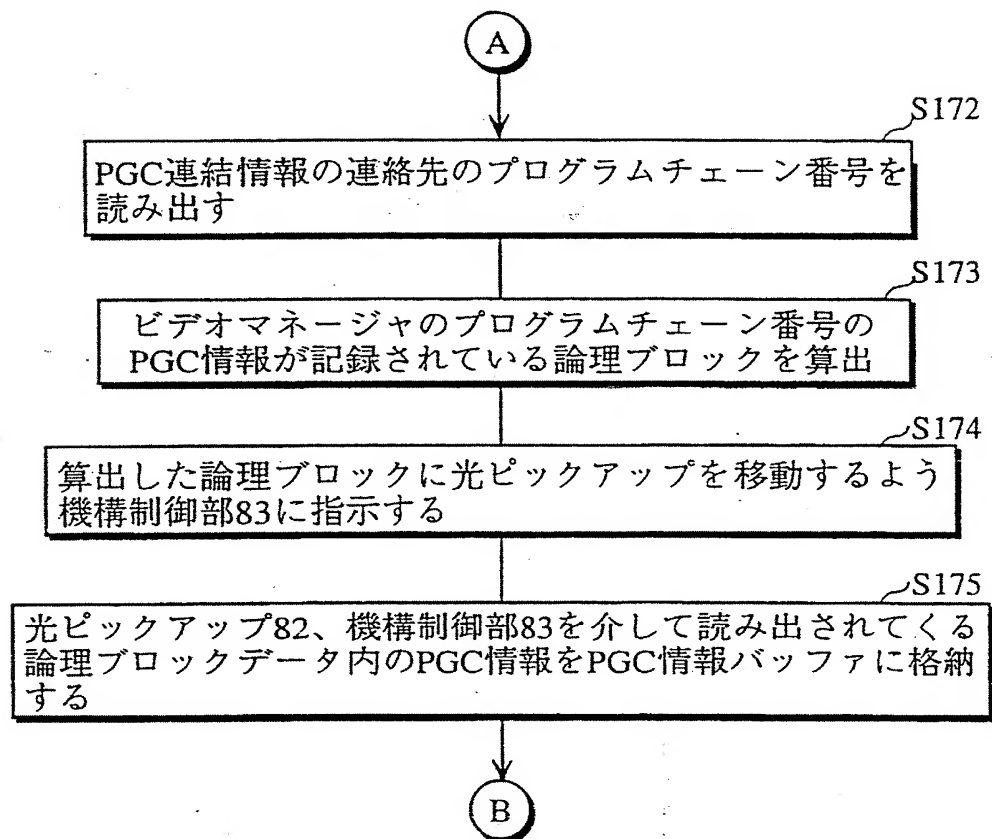 A
S172
PGC連結情報の連絡先のプログラムチェーン番号を
読み出す
S173
ビデオマネージャのプログラムチェーン番号の
PGC情報が記録されている論理ブロックを算出
S174
算出した論理ブロックに光ピックアップを移動するよう
機構制御部83に指示する
S175
光ピックアップ82、機構制御部83を介して読み出されてくる
論理ブロックデータ内のPGC情報をPGC情報バッファに格納
する
B